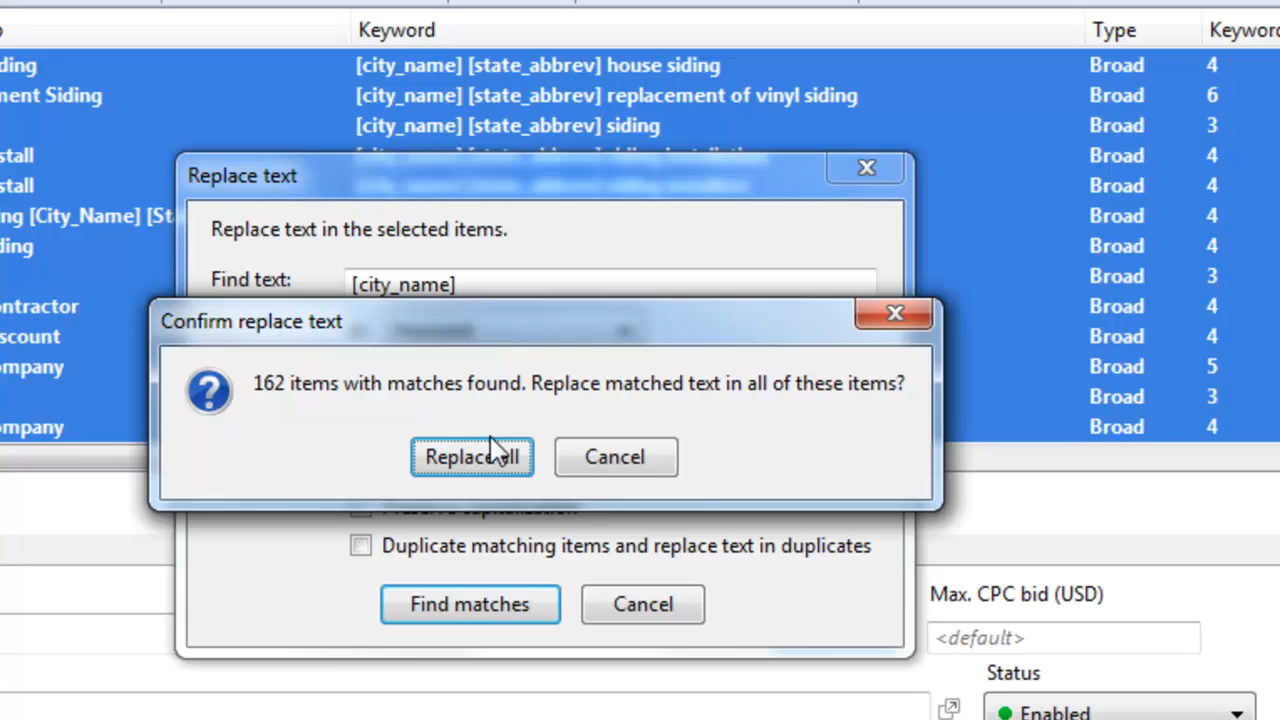 Keyword Type Keyword
ding [city_name] [state_abbrev] house siding Broad 4
ment Siding [city_name] [state_abbrev] replacement of vinyl siding Broad 6
[city_name] [state_abbrev] siding Broad 3
stall Broad 4
Replace text
stall Broad 4
ng [City_Name] [St Broad 4
Replace text in the selected items.
ding Broad 4
Find text: [city_name] Broad 3
ontractor Broad 4
Confirm replace text
scount Broad 4
ompany Broad 5
162 items with matches found. Replace matched text in all of these items?
Broad 3
ompany Broad 4
Replace all Cancel
Duplicate matching items and replace text in duplicates
Find matches Cancel
Max. CPC bid (USD)
<default>
Status
Enabled